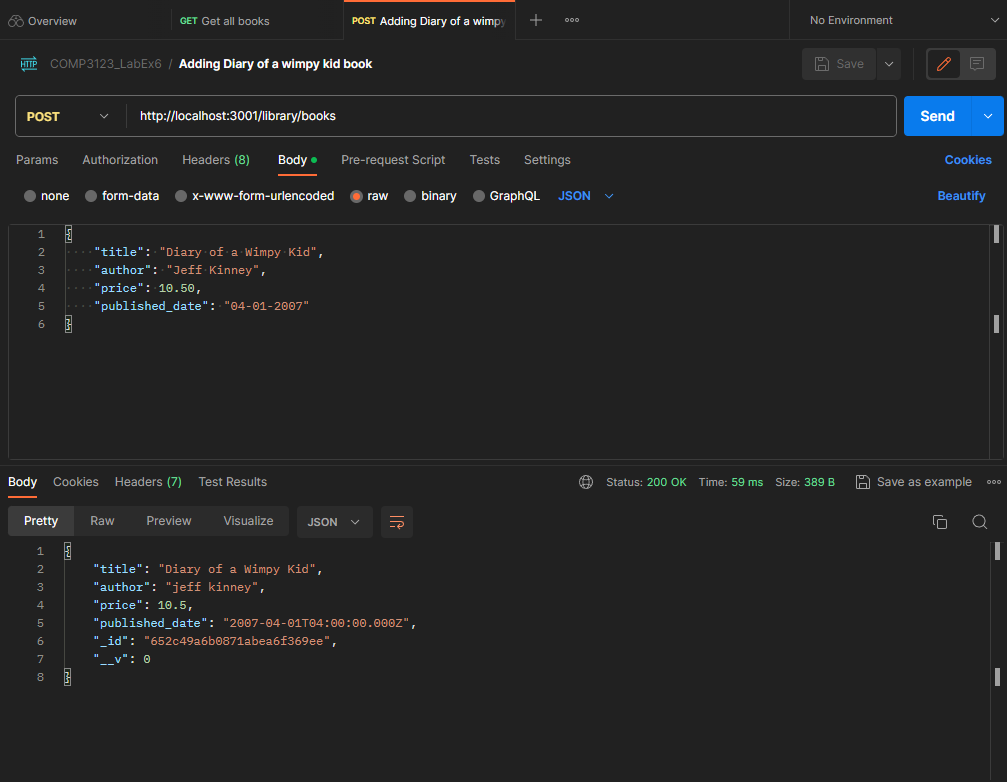 Overview GET Get all books POST Adding Diary of a wimpy No Environment
HTTP COMP3123_LabEx6 / Adding Diary of a wimpy kid book Save
POST http://localhost:3001/library/books Send
Params Authorization Headers (8) Body Pre-request Script Tests Settings Cookies
none form-data x-www-form-urlencoded raw binary GraphQL JSON Beautify
1 {
2 ····"title":·"Diary·of·a·Wimpy·Kid",
3 ····"author":·"Jeff·Kinney",
4 ····"price":·10.50,
5 ····"published_date":·"04-01-2007"
6 }
Body Cookies Headers (7) Test Results Status: 200 OK Time: 59 ms Size: 389 B Save as example
Pretty Raw Preview Visualize JSON
1 {
2 "title": "Diary of a Wimpy Kid",
3 "author": "jeff kinney",
4 "price": 10.5,
5 "published_date": "2007-04-01T04:00:00.000Z",
6 "_id": "652c49a6b0871abea6f369ee",
7 "__v": 0
8 }